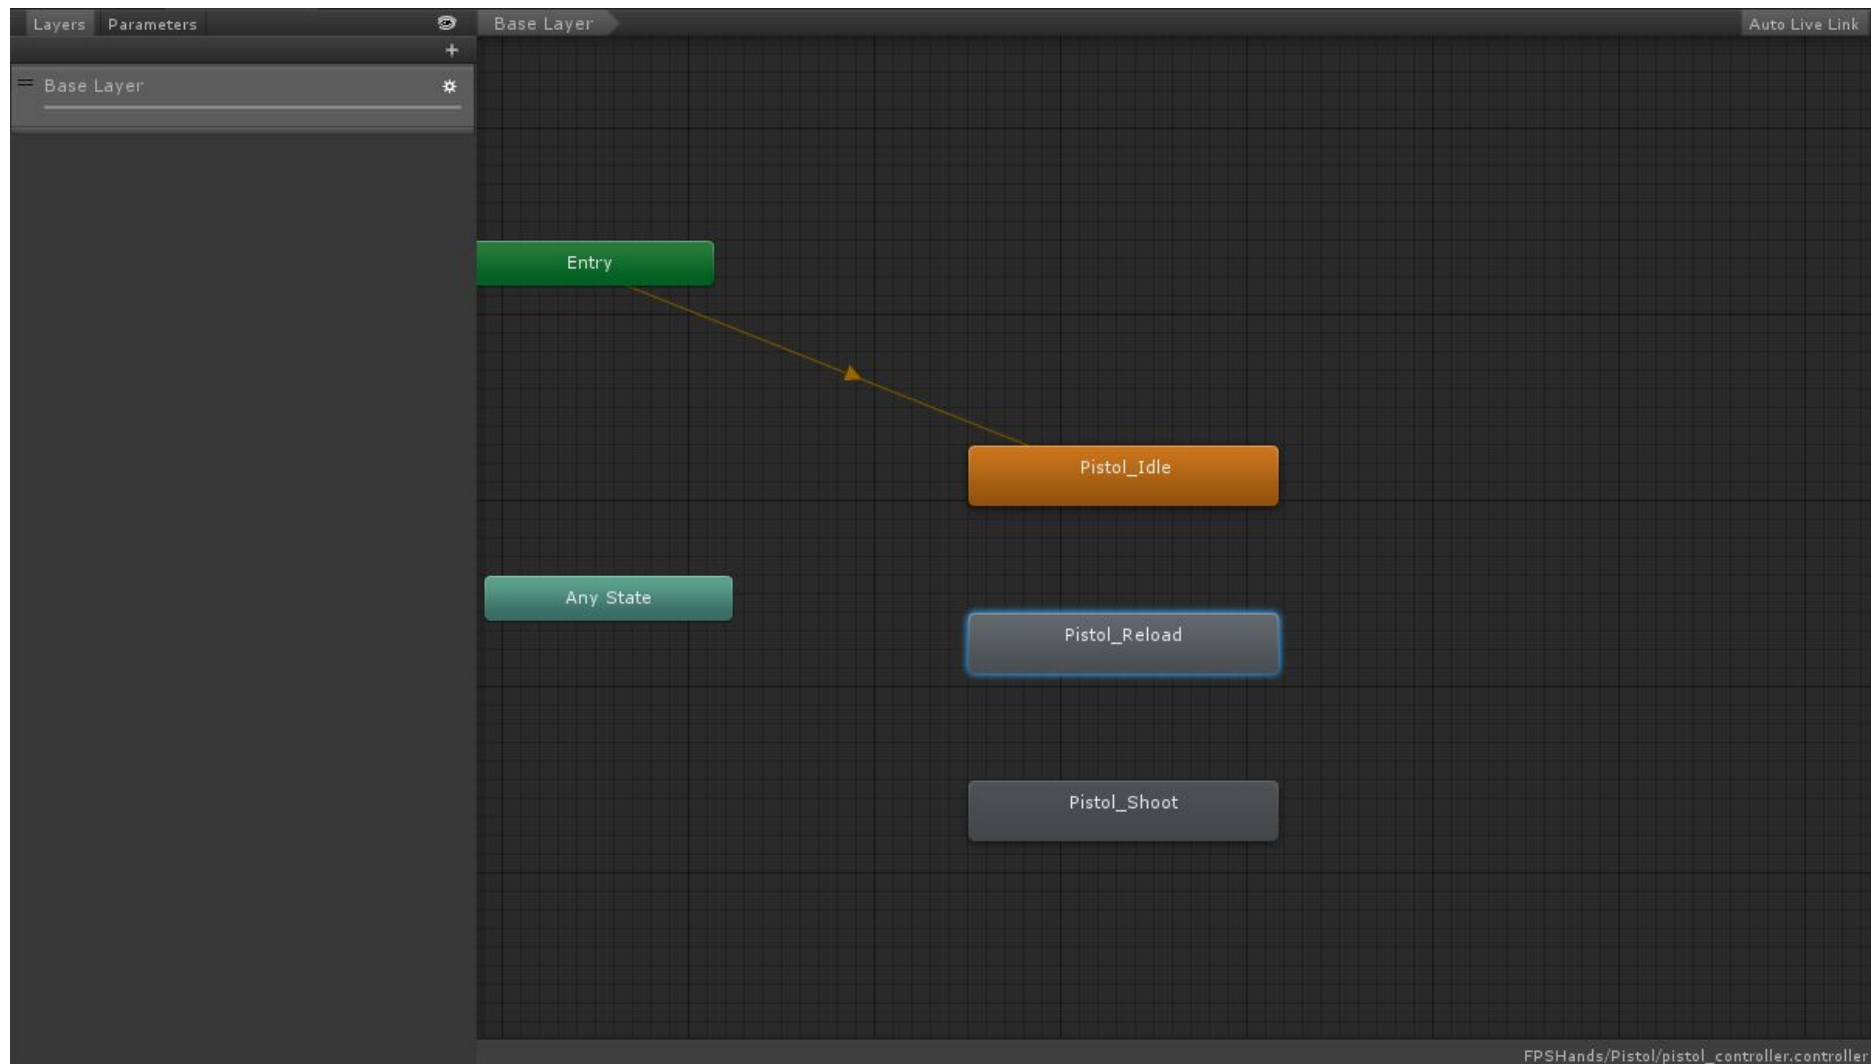 Layers Parameters
Base Layer
Auto Live Link
Base Layer
Entry
Pistol_Idle
Any State
Pistol_Reload
Pistol_Shoot
FPSHands/Pistol/pistol_controller.controller